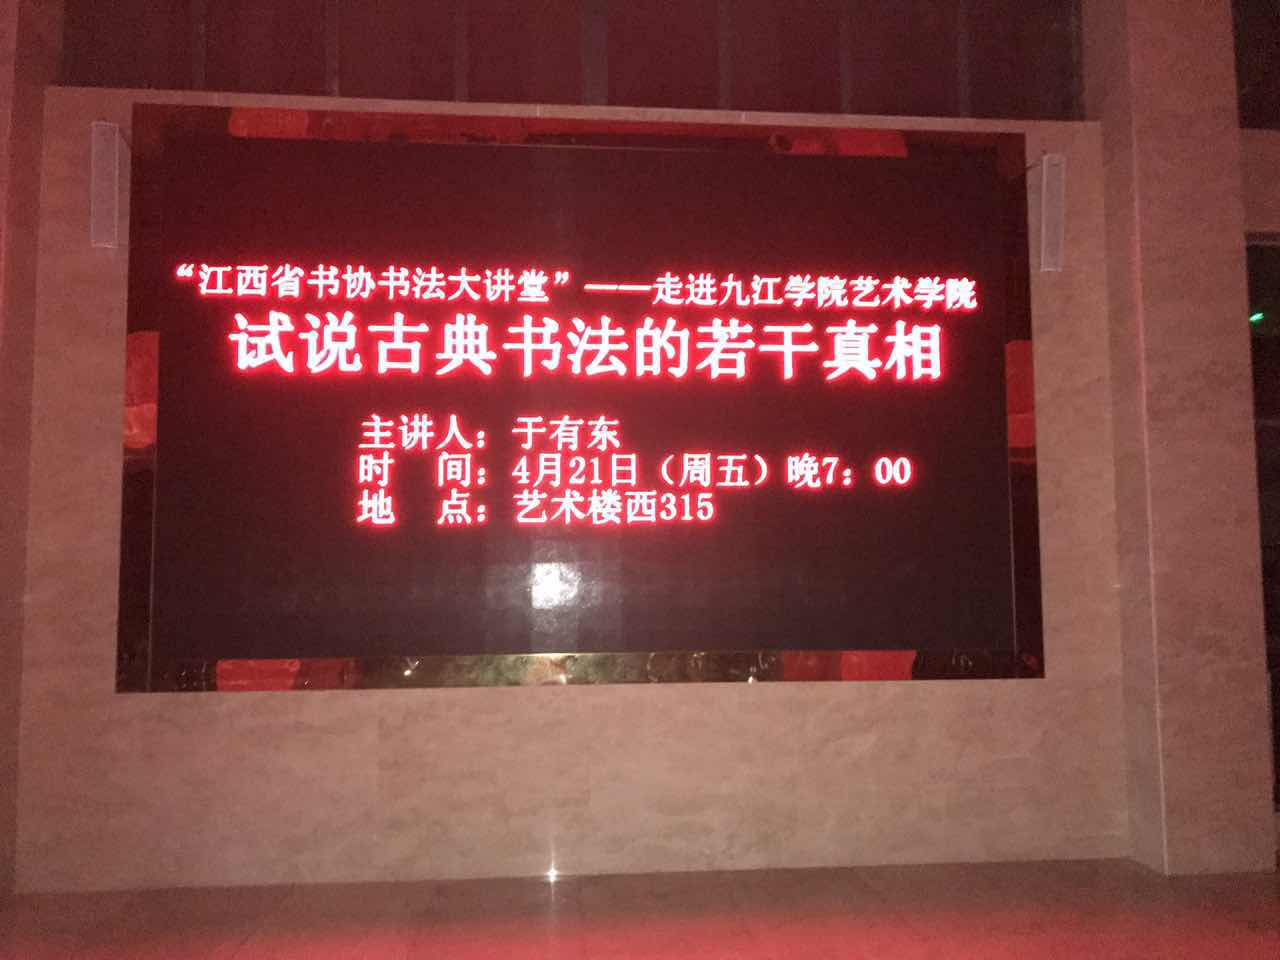 “江西省书协书法大讲堂”——走进九江学院艺术学院
试说古典书法的若干真相
主讲人：于有东
时　间：4月21日（周五）晚7：00
地　点：艺术楼西315